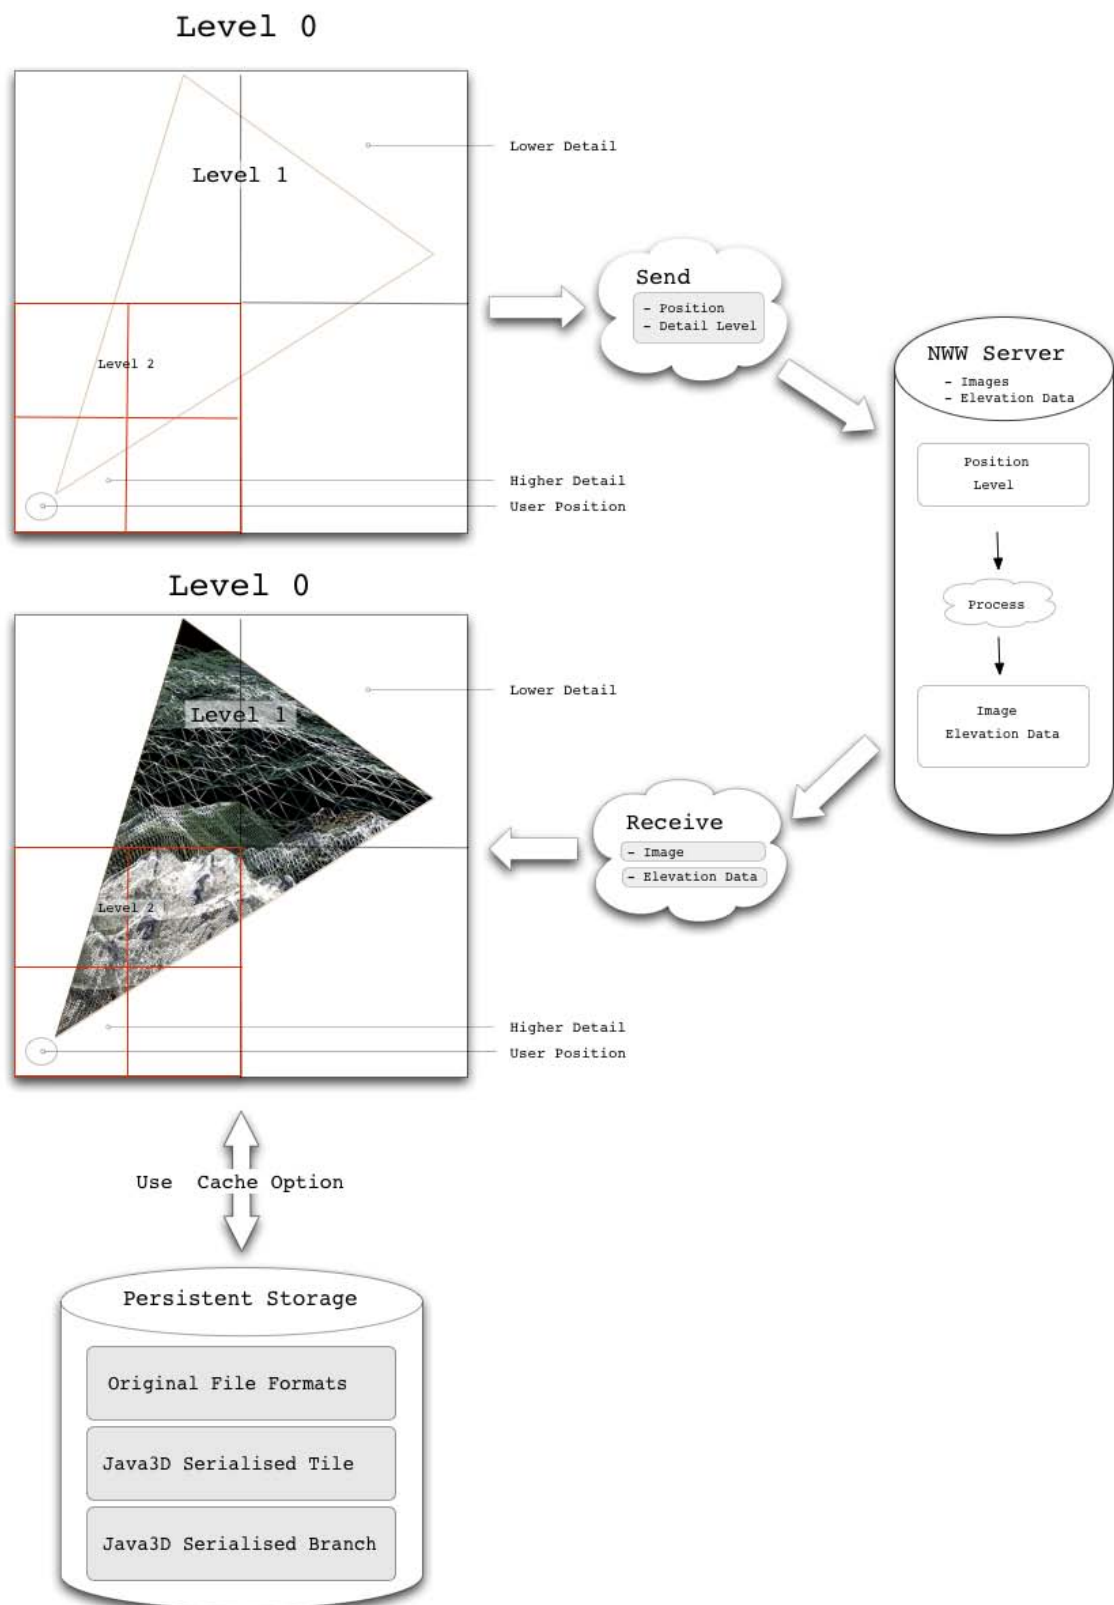 Level 0
Lower Detail
Level 1
Send
- Position
- Detail Level
NWW Server
- Images
- Elevation Data
Level 2
Position
Level
Higher Detail
User Position
Process
Level 0
Lower Detail
Level 1
Image
Elevation Data
Receive
- Image
- Elevation Data
Level 2
Higher Detail
User Position
Use Cache Option
Persistent Storage
Original File Formats
Java3D Serialised Tile
Java3D Serialised Branch